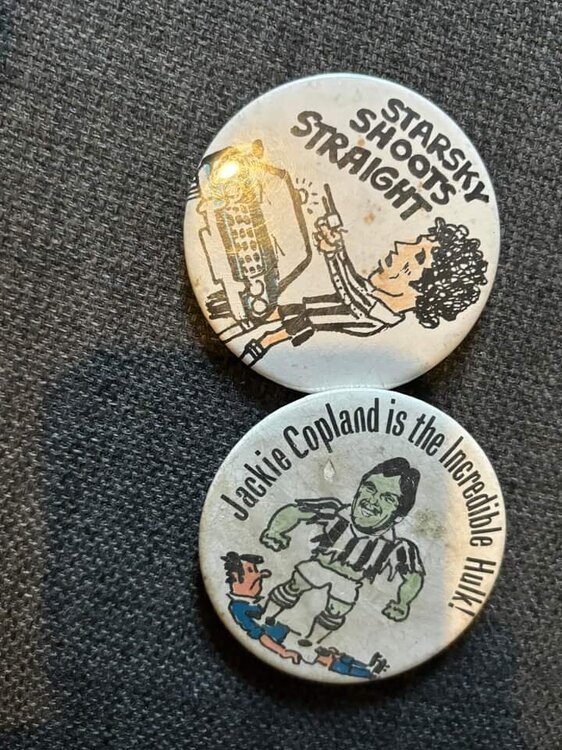 STARSKY
SHOOTS
STRAIGHT
Jackie Copland is the Incredible Hulk!